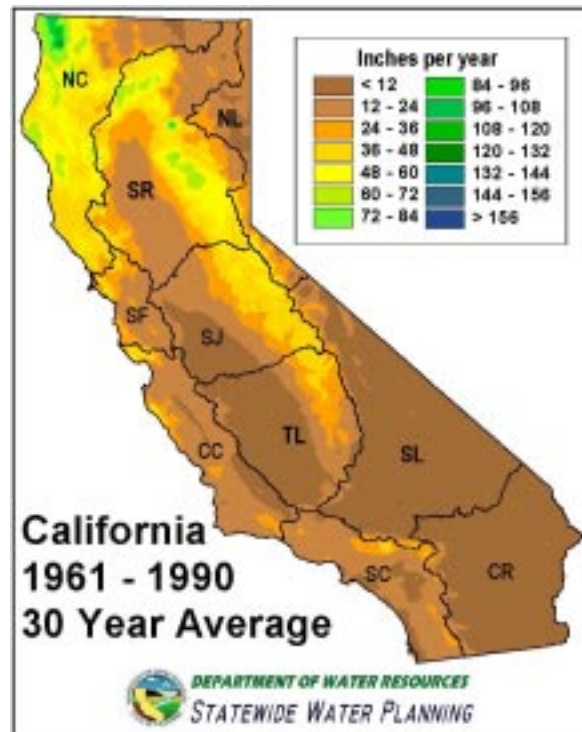 Inches per year
< 12
12 - 24
24 - 36
36 - 48
48 - 60
60 - 72
72 - 84
84 - 96
96 - 108
108 - 120
120 - 132
132 - 144
144 - 156
> 156
NC
NL
SR
SF
SJ
CC
TL
SL
SC
CR
California
1961 - 1990
30 Year Average
DEPARTMENT OF WATER RESOURCES
STATEWIDE WATER PLANNING